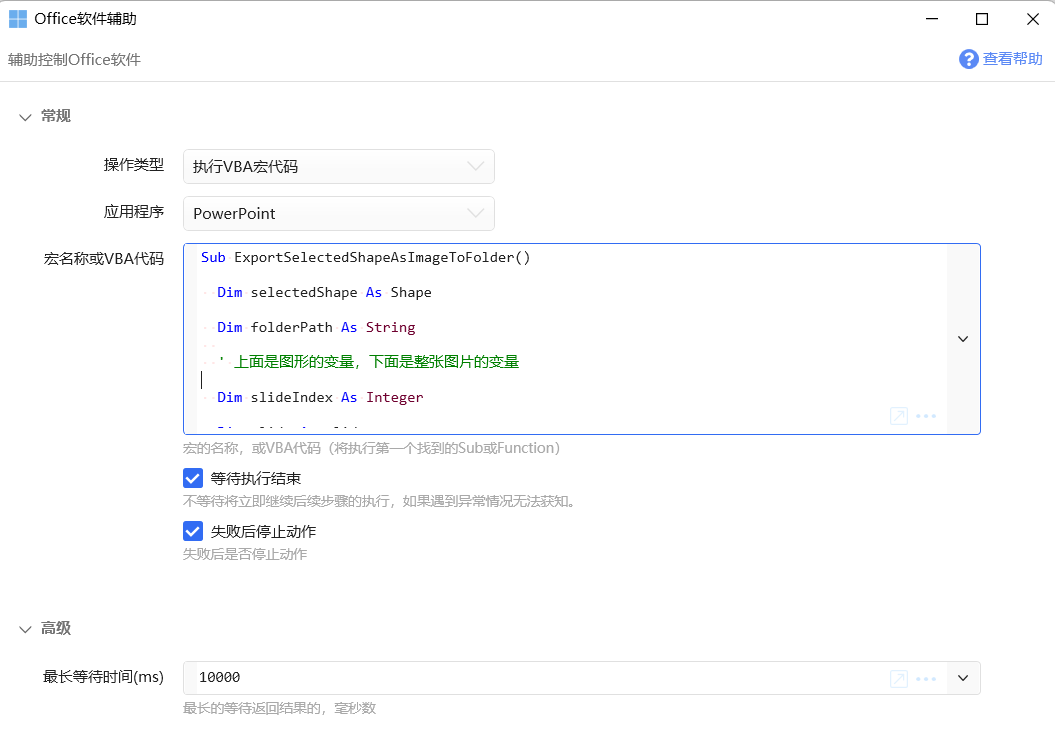 Office软件辅助
辅助控制Office软件
查看帮助
常规
操作类型
执行VBA宏代码
应用程序
PowerPoint
宏名称或VBA代码
Sub ExportSelectedShapeAsImageToFolder()
Dim selectedShape As Shape
Dim folderPath As String
' 上面是图形的变量，下面是整张图片的变量
Dim slideIndex As Integer
宏的名称，或VBA代码（将执行第一个找到的Sub或Function）
等待执行结束
不等待将立即继续后续步骤的执行，如果遇到异常情况无法获知。
失败后停止动作
失败后是否停止动作
高级
最长等待时间(ms)
10000
最长的等待返回结果的，毫秒数